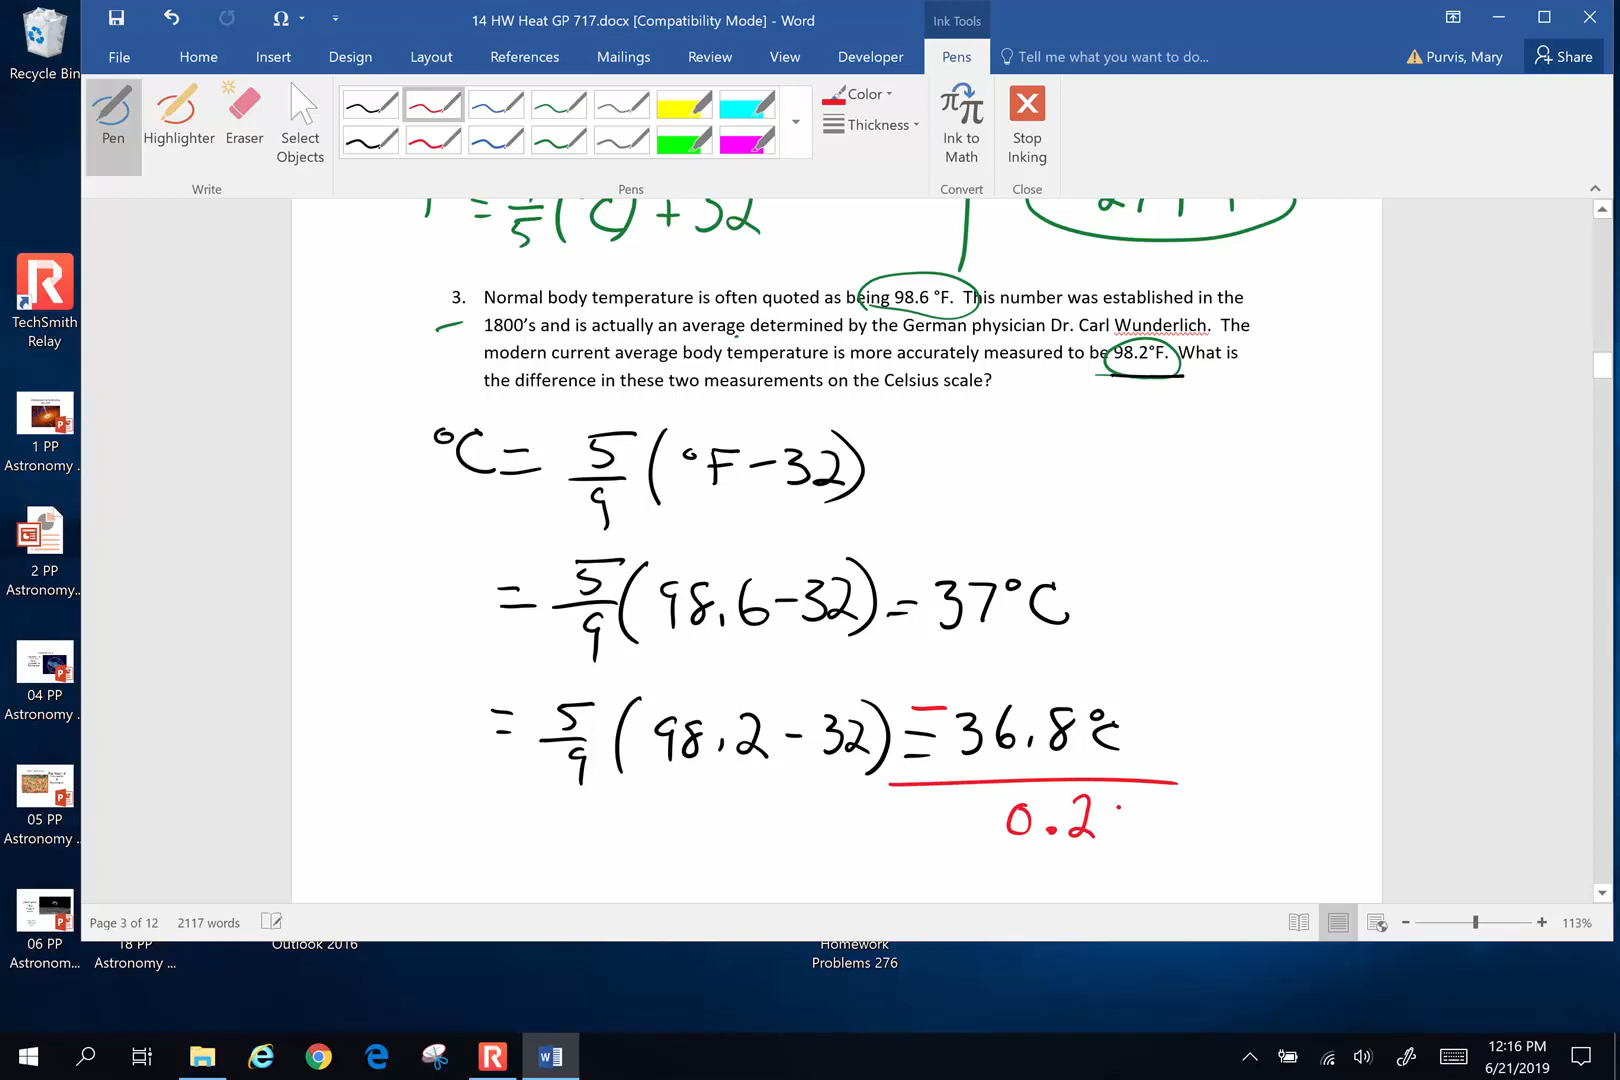 Recycle Bin
14 HW Heat GP 717.docx [Compatibility Mode] - Word
Ink Tools
File Home Insert Design Layout References Mailings Review View Developer Pens Tell me what you want to do... Purvis, Mary Share
Pen Highlighter Eraser Select Objects
Write
Pens
Color
Thickness
Ink to Math
Convert
Stop Inking
Close
= 9/5 (°C) + 32
3. Normal body temperature is often quoted as being 98.6 °F. This number was established in the
1800's and is actually an average determined by the German physician Dr. Carl Wunderlich. The
modern current average body temperature is more accurately measured to be 98.2°F. What is
the difference in these two measurements on the Celsius scale?
°C = 5/9 (°F - 32)
= 5/9 (98.6 - 32) = 37°C
= 5/9 (98.2 - 32) = 36.8°C
0.2
TechSmith Relay
1 PP Astronomy ...
2 PP Astronomy...
04 PP Astronomy ...
05 PP Astronomy ...
06 PP Astronom...
18 PP Astronomy ...
Outlook 2016
Homework Problems 276
Page 3 of 12 2117 words
113%
12:16 PM
6/21/2019